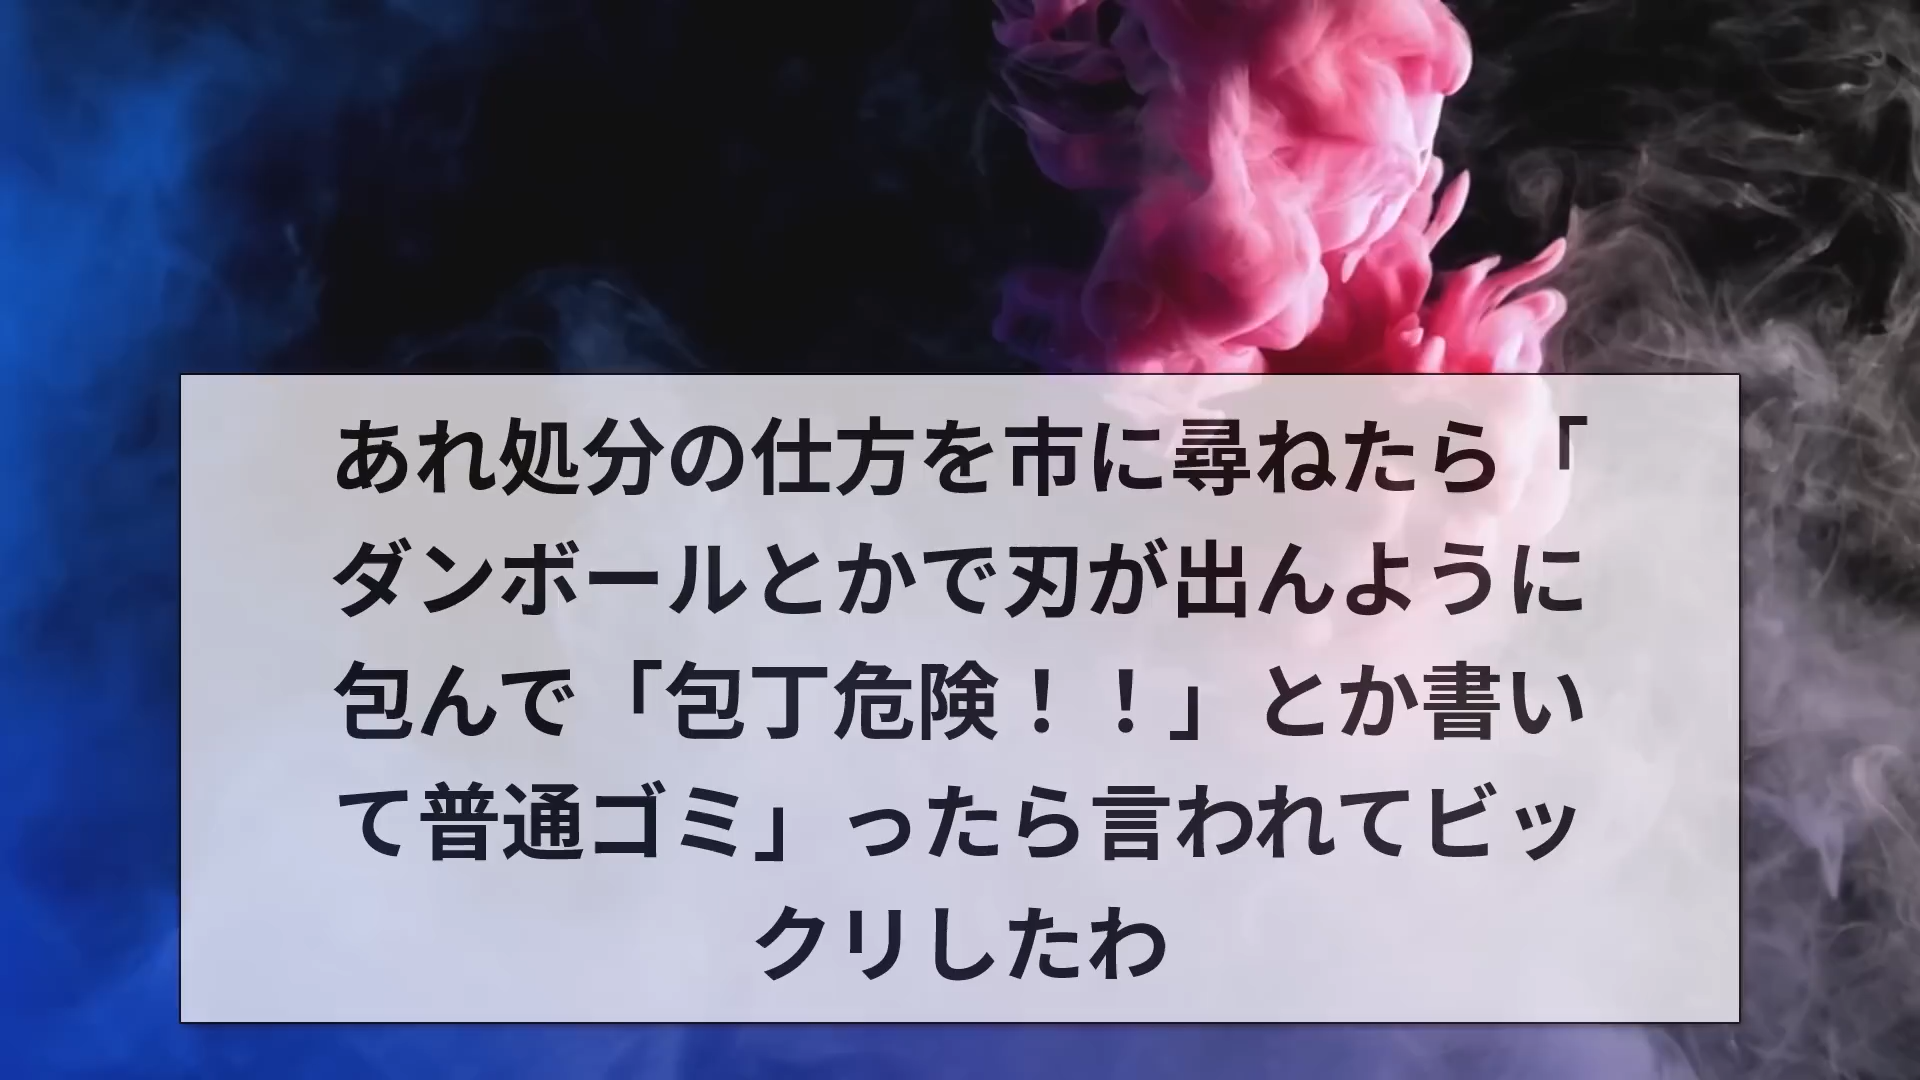 あれ処分の仕方を市に尋ねたら「
ダンボールとかで刃が出んように
包んで「包丁危険！！」とか書い
て普通ゴミ」ったら言われてビッ
クリしたわ